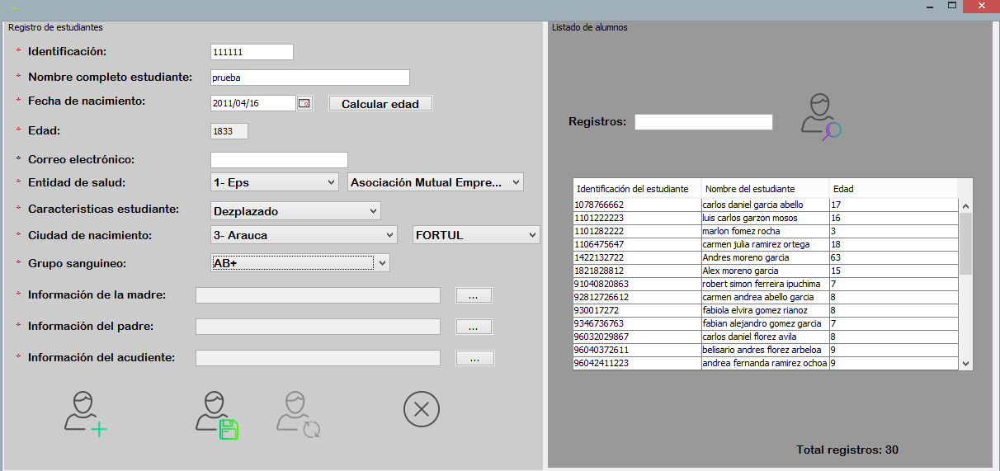 Registro de estudiantes
* Identificación: 111111
* Nombre completo estudiante: prueba
* Fecha de nacimiento: 2011/04/16 Calcular edad
* Edad: 1833
* Correo electrónico:
* Entidad de salud: 1- Eps Asociación Mutual Empre...
* Caracteristicas estudiante: Dezplazado
* Ciudad de nacimiento: 3- Arauca FORTUL
* Grupo sanguineo: AB+
* Información de la madre: ...
* Información del padre: ...
* Información del acudiente: ...
Listado de alumnos
Registros:
Identificación del estudiante Nombre del estudiante Edad
1078766662 carlos daniel garcia abello 17
1101222223 luis carlos garzon mosos 16
1101282222 marlon fomez rocha 3
1106475647 carmen julia ramirez ortega 18
1422132722 Andres moreno garcia 63
1821828812 Alex moreno garcia 15
91040820863 robert simon ferreira ipuchima 7
92812726612 carmen andrea abello garcia 8
930017272 fabiola elvira gomez rianoz 8
9346736763 fabian alejandro gomez garcia 7
96032029867 carlos daniel florez avila 8
96040372611 belisario andres florez arbeloa 9
96042411223 andrea fernanda ramirez ochoa 9
Total registros: 30